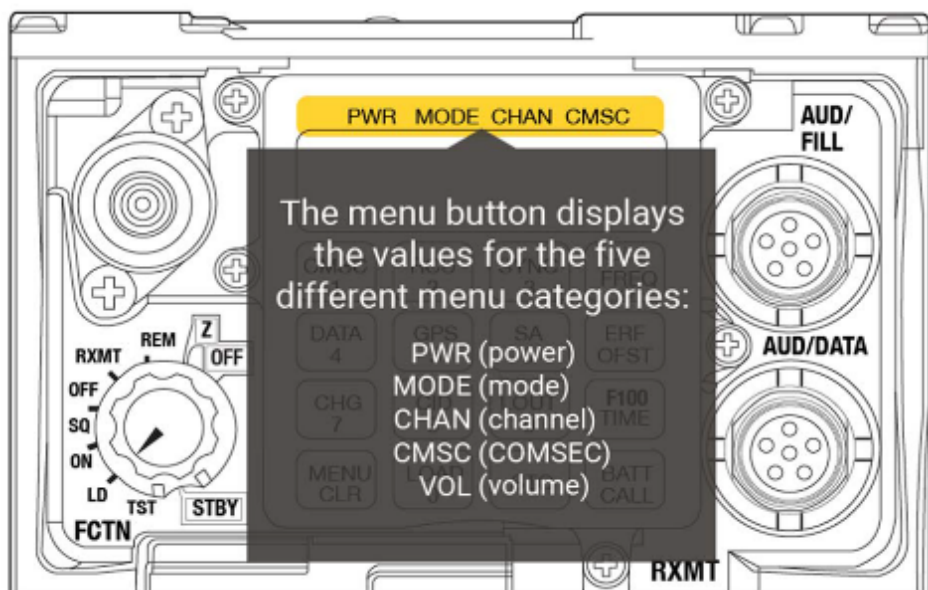 PWR MODE CHAN CMSC
AUD/
FILL
The menu button displays
the values for the five
different menu categories:
PWR (power)
MODE (mode)
CHAN (channel)
CMSC (COMSEC)
VOL (volume)
FREQ
DATA
4
GPS
SA
ERF
OFST
CHG
7
F100
TIME
MENU
CLR
LOAD
BATT
CALL
AUD/DATA
REM
Z
OFF
RXMT
OFF
SQ
ON
LD
TST
STBY
FCTN
RXMT